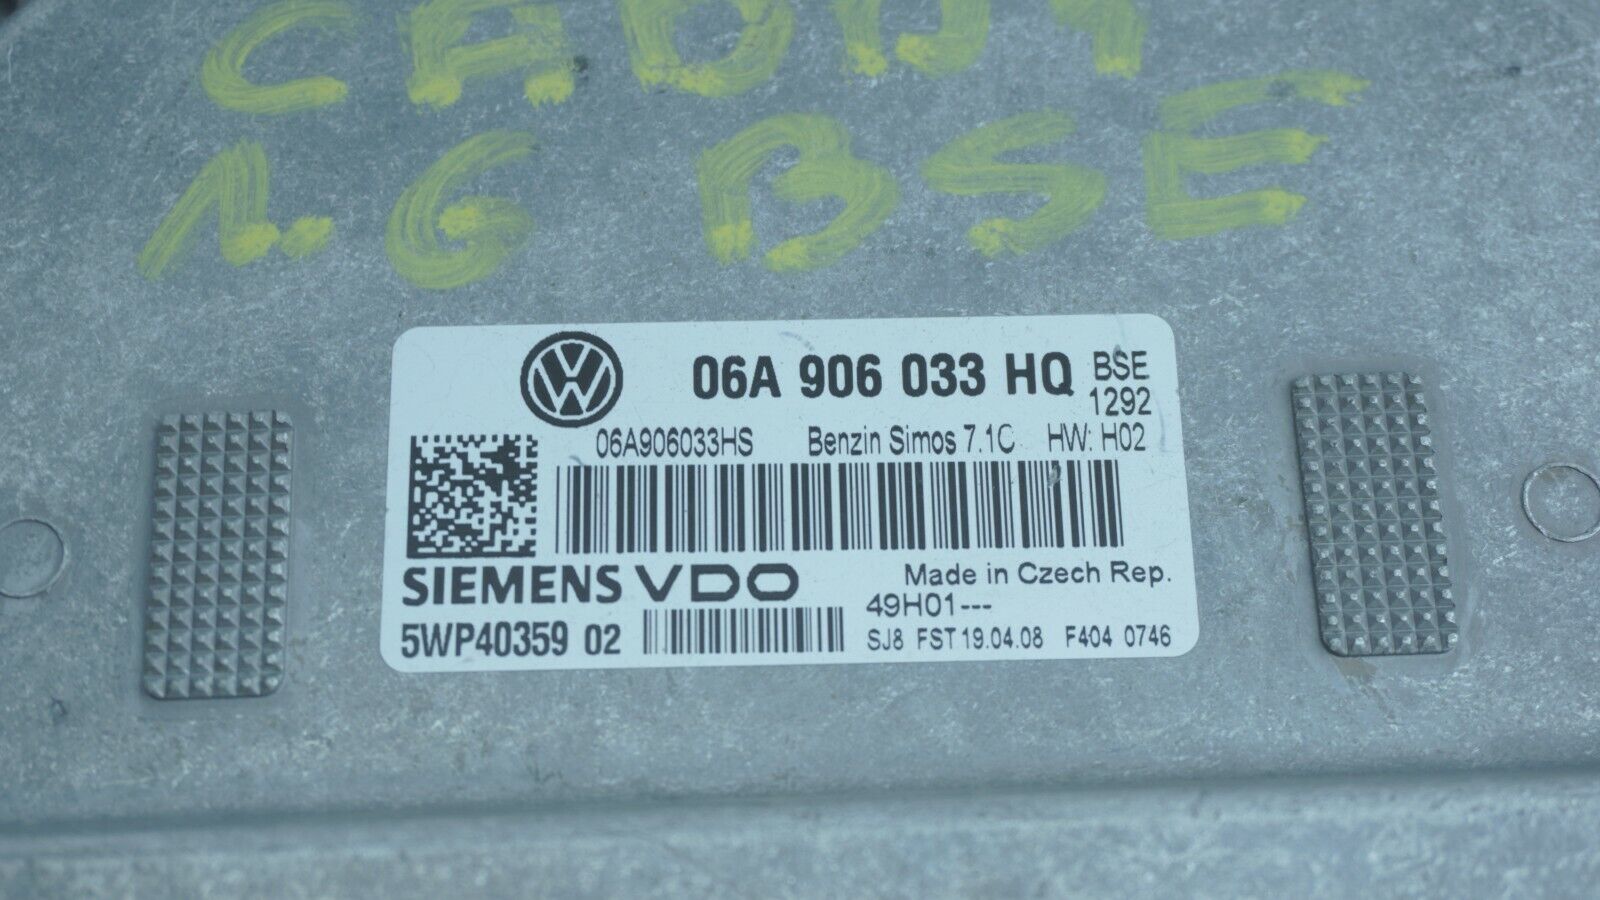 CADDY
1.6 BSE
06A 906 033 HQ BSE
1292
06A906033HS Benzin Simos 7.1C HW: H02
SIEMENS VDO Made in Czech Rep.
49H01---
5WP40359 02 SJ8 FST 19.04.08 F404 0746